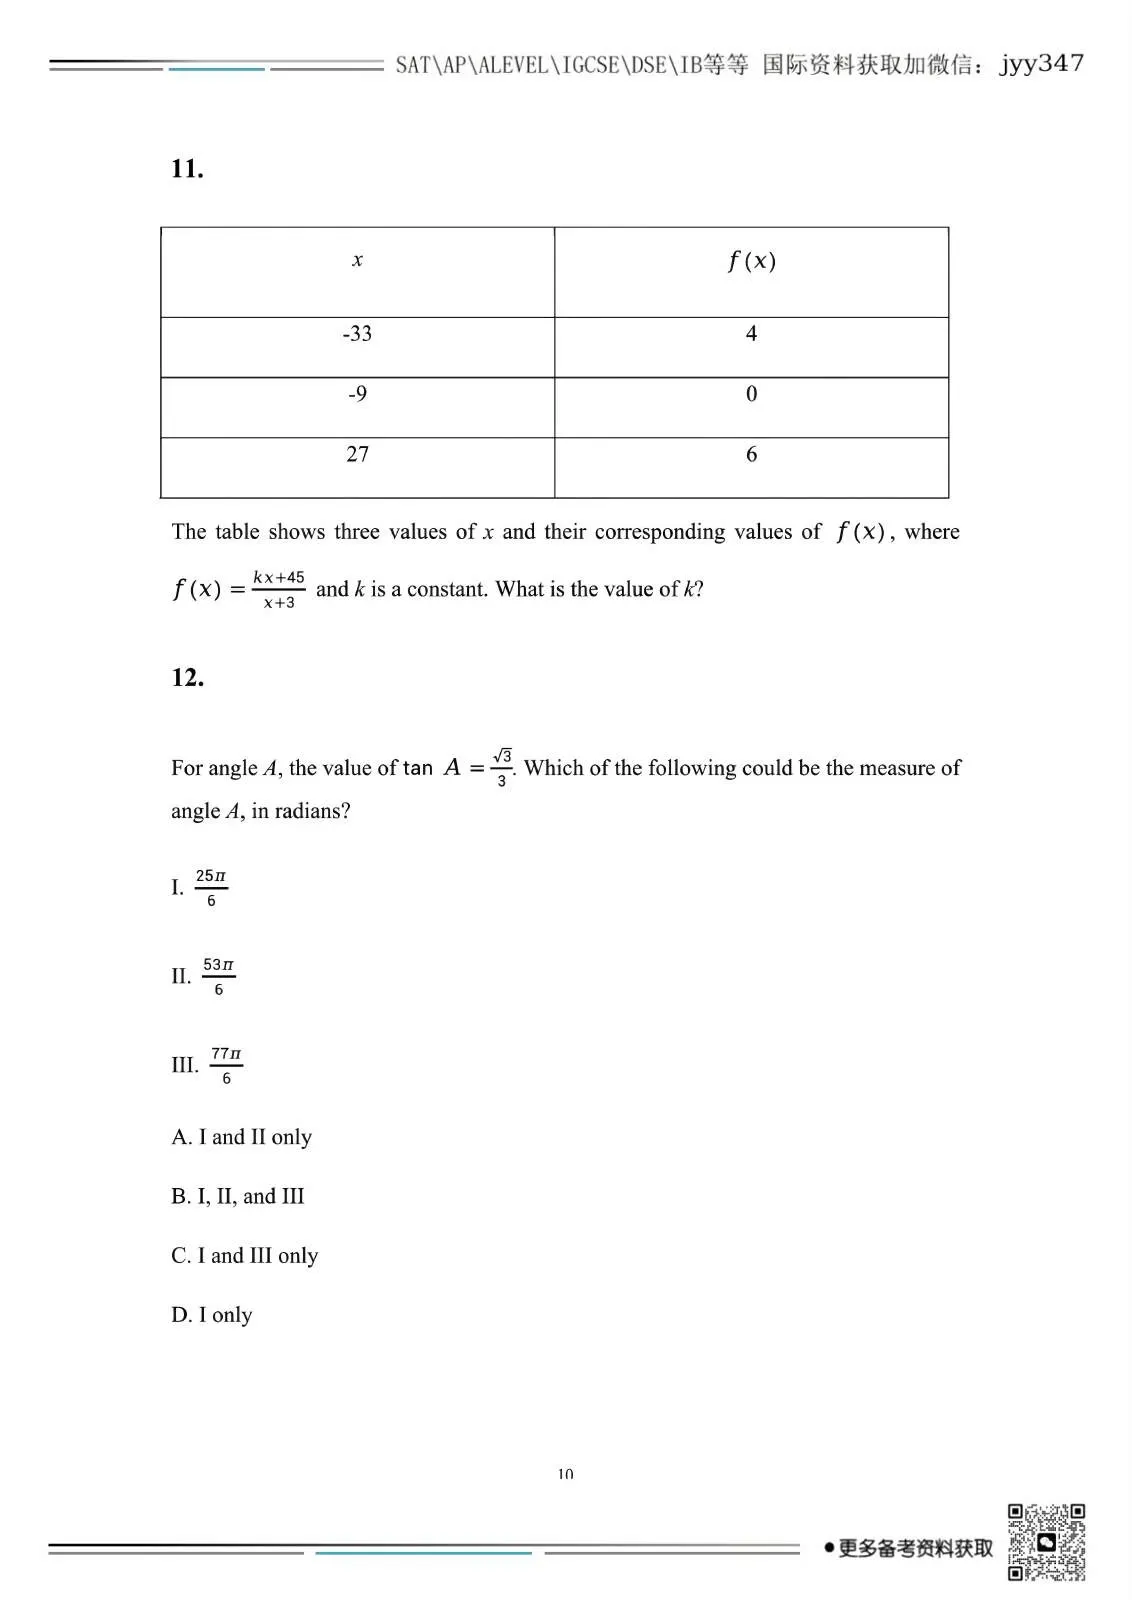 SAT\AP\ALEVEL\IGCSE\DSE\IB等等 国际资料获取加微信: jyy347
11.
x f(x)
-33 4
-9 0
27 6
The table shows three values of x and their corresponding values of f(x), where
f(x) = kx+45/x+3 and k is a constant. What is the value of k?
12.
For angle A, the value of tan A = √3/3. Which of the following could be the measure of
angle A, in radians?
I. 25π/6
II. 53π/6
III. 77π/6
A. I and II only
B. I, II, and III
C. I and III only
D. I only
10
●更多备考资料获取